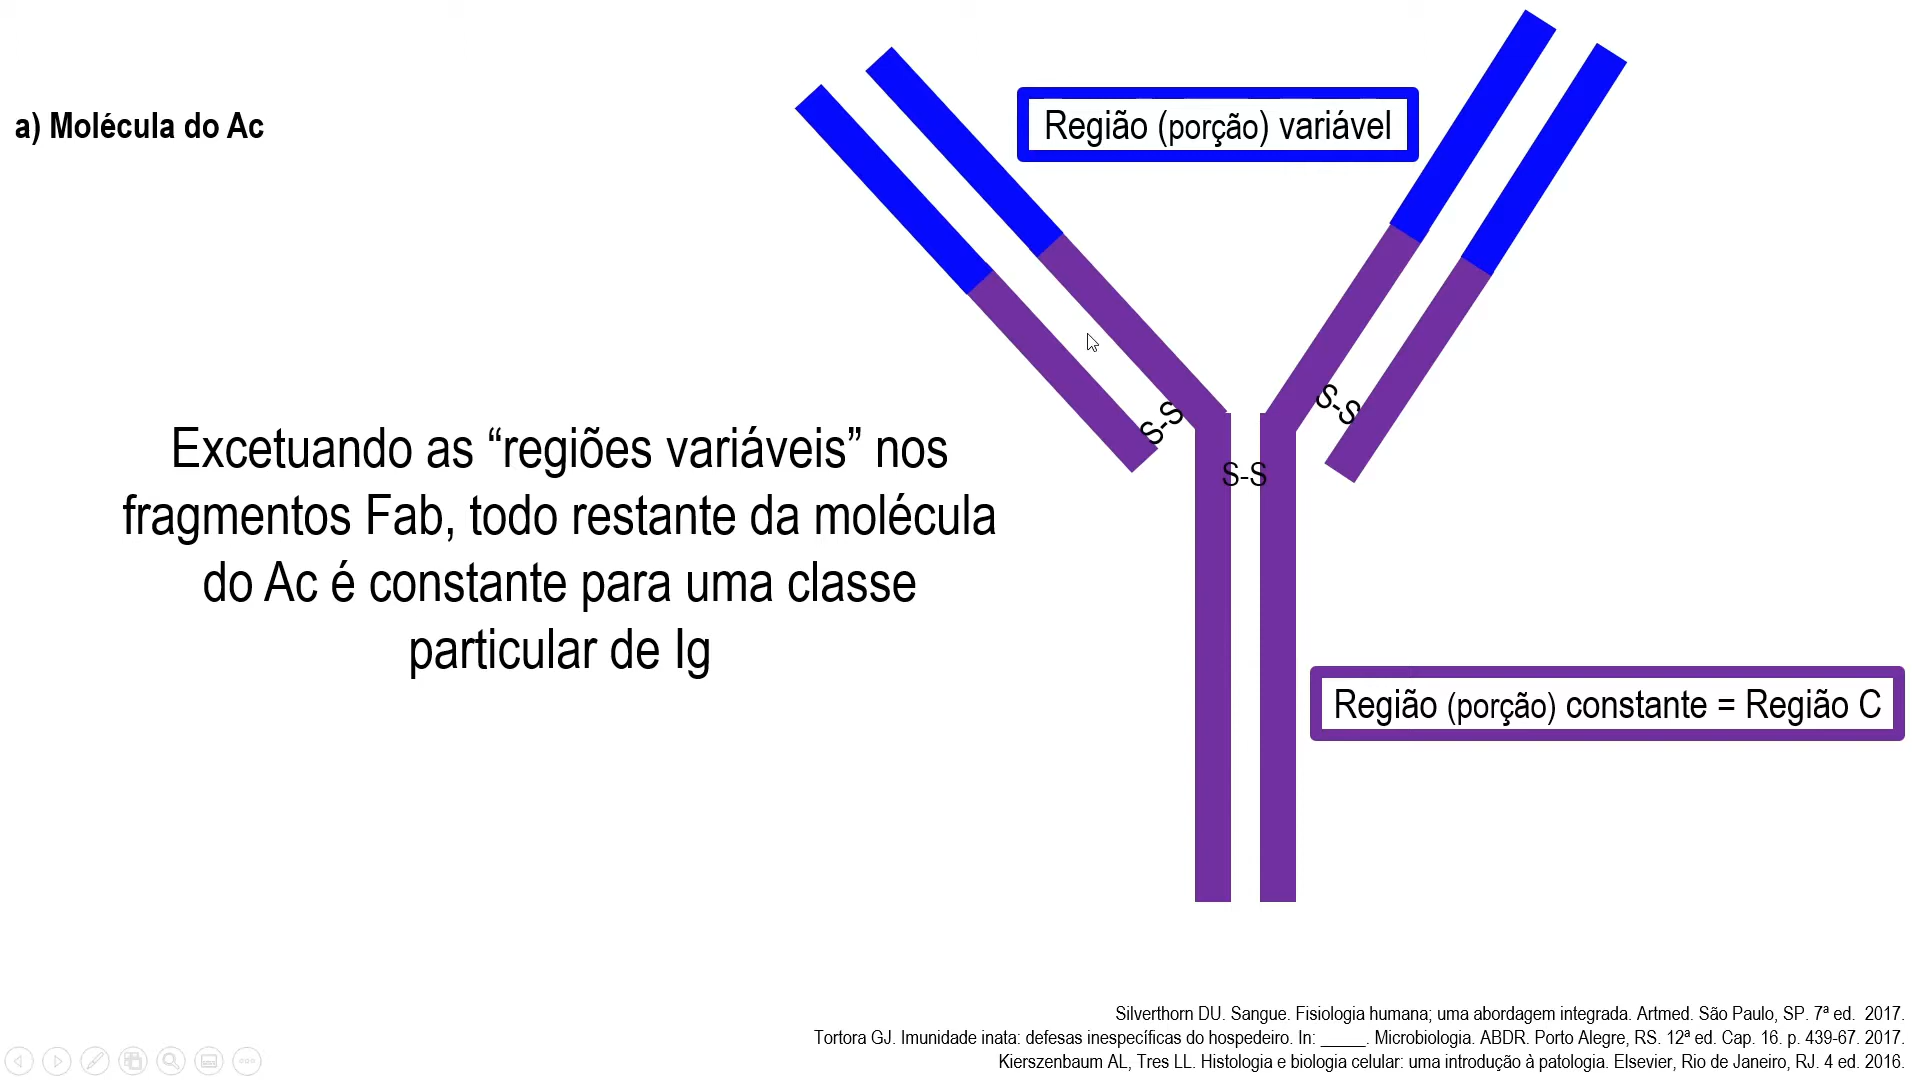 a) Molécula do Ac
Região (porção) variável
S-S
S-S
S-S
Excetuando as “regiões variáveis” nos
fragmentos Fab, todo restante da molécula
do Ac é constante para uma classe
particular de Ig
Região (porção) constante = Região C
Silverthorn DU. Sangue. Fisiologia humana; uma abordagem integrada. Artmed. São Paulo, SP. 7ª ed. 2017.
Tortora GJ. Imunidade inata: defesas inespecíficas do hospedeiro. In: _____. Microbiologia. ABDR. Porto Alegre, RS. 12ª ed. Cap. 16. p. 439-67. 2017.
Kierszenbaum AL, Tres LL. Histologia e biologia celular: uma introdução à patologia. Elsevier, Rio de Janeiro, RJ. 4 ed. 2016.